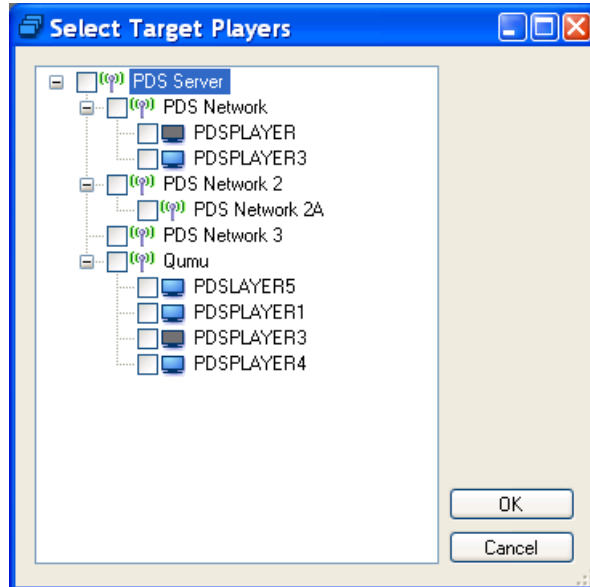 Select Target Players
PDS Server
PDS Network
PDSPLAYER
PDSPLAYER3
PDS Network 2
PDS Network 2A
PDS Network 3
Qumu
PDSLAYER5
PDSPLAYER1
PDSPLAYER3
PDSPLAYER4
OK
Cancel